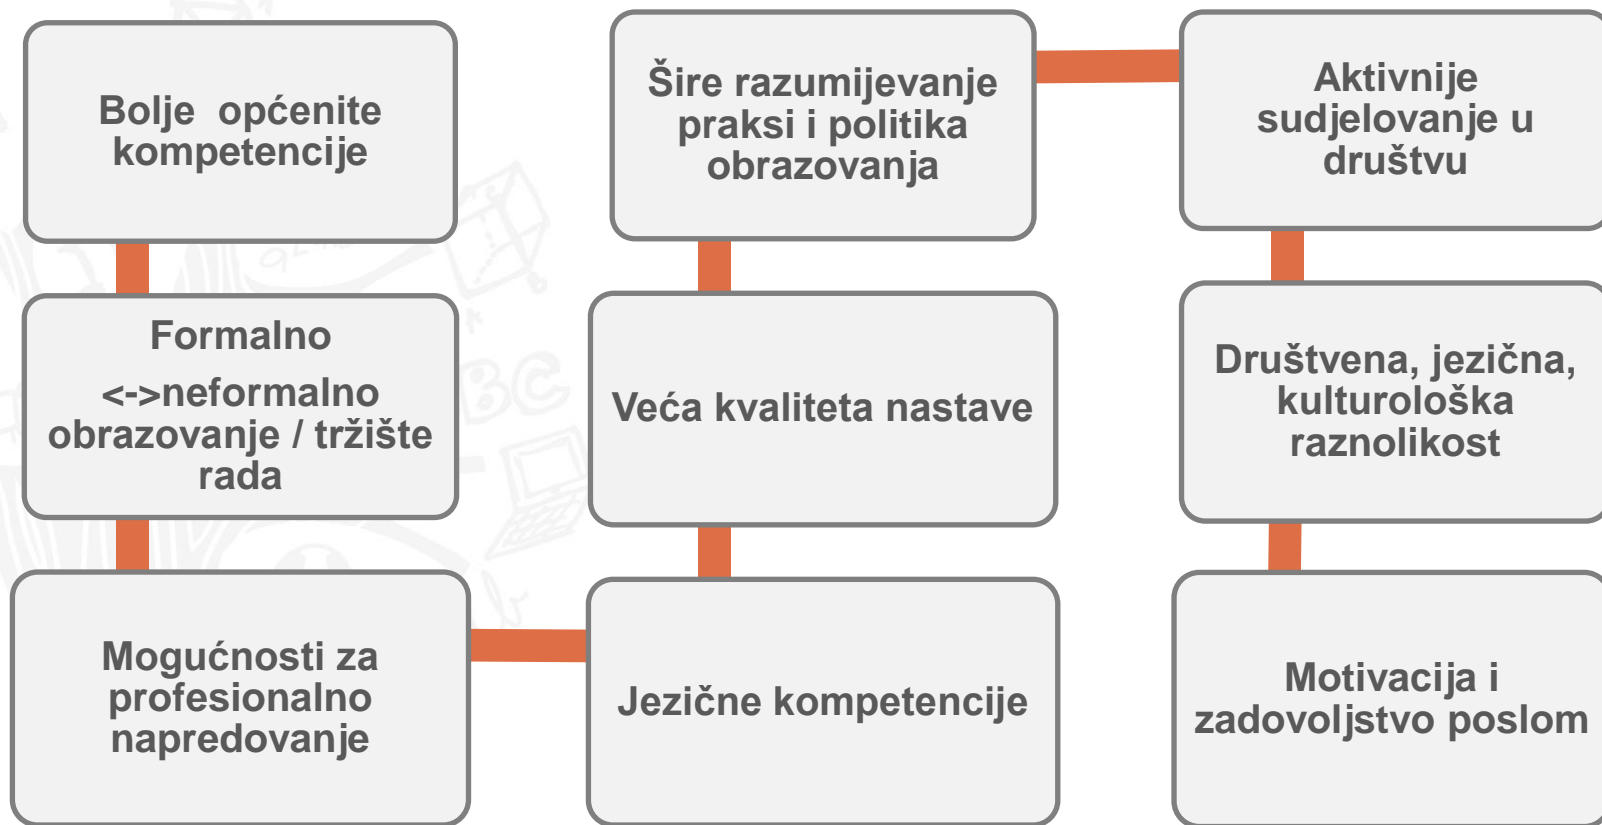 Bolje općenite
kompetencije
Formalno
<->neformalno
obrazovanje / tržište
rada
Mogućnosti za
profesionalno
napredovanje
Jezične kompetencije
Veća kvaliteta nastave
Šire razumijevanje
praksi i politika
obrazovanja
Aktivnije
sudjelovanje u
društvu
Društvena, jezična,
kulturološka
raznolikost
Motivacija i
zadovoljstvo poslom